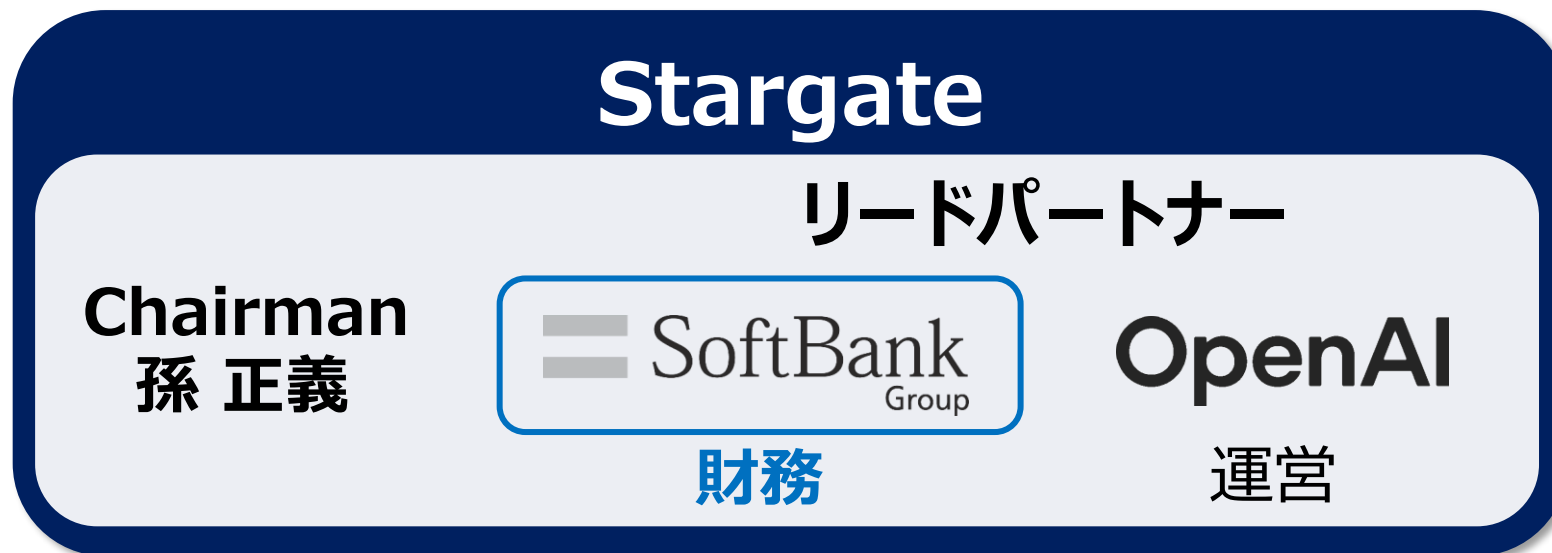 Stargate
リードパートナー
Chairman
孫 正義
SoftBank
Group
財務
OpenAI
運営